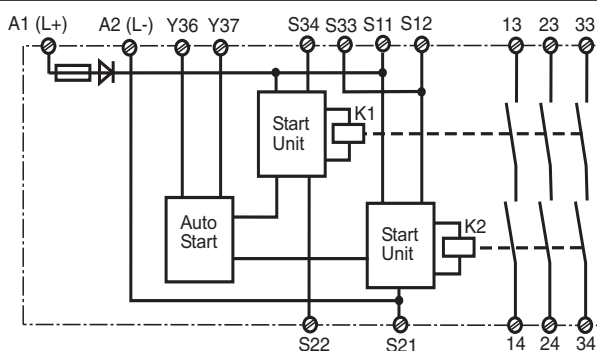 A1 (L+) A2 (L-) Y36 Y37 S34 S33 S11 S12 13 23 33
K1
Start
Unit
Auto
Start
Start
Unit
K2
S22 S21 14 24 34